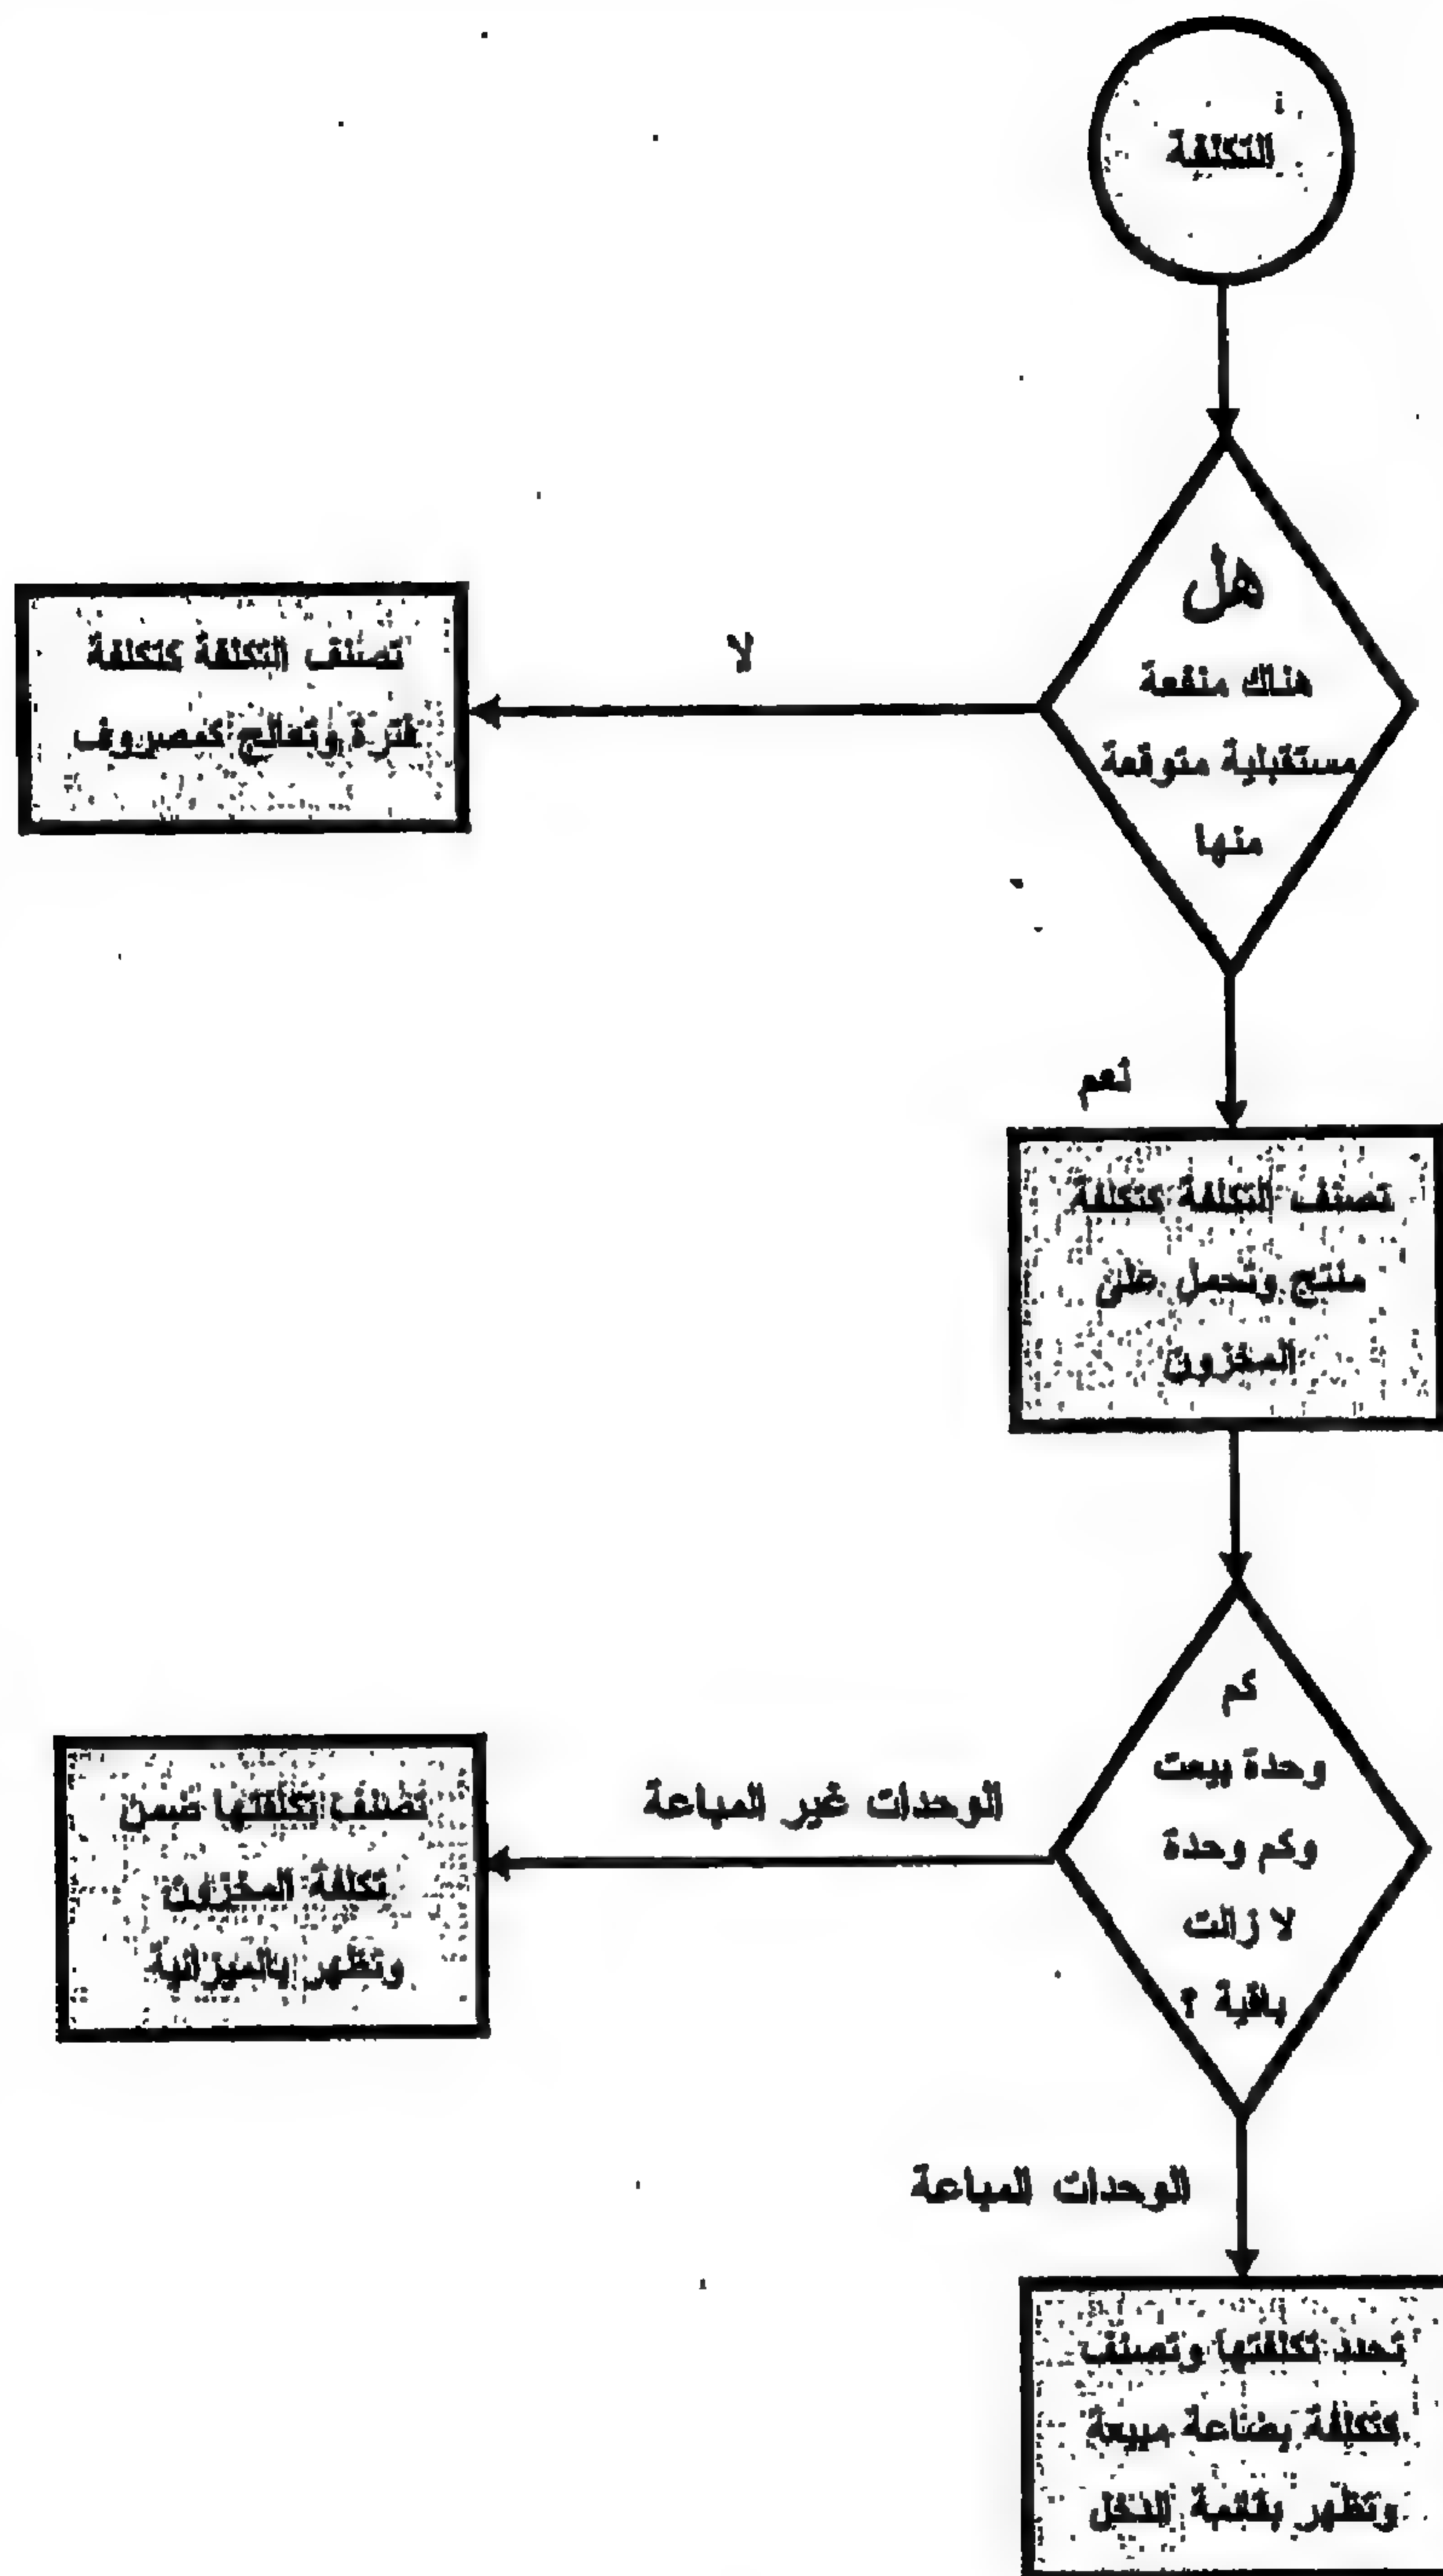 التكلفة
هل
هناك منفعة
مستقبلية متوقعة
منها
لا
تصنف التكلفة كتكلفة
فترة وتعالج كمصروف
نعم
تصنف التكلفة كتكلفة
منتج وتحمل على
المخزون
كم
وحدة بيعت
وكم وحدة
لا زالت
باقية ؟
الوحدات غير المباعة
تصنف تكلفتها ضمن
تكلفة المخزون
وتظهر بالميزانية
الوحدات المباعة
تحدد تكلفتها وتصنف
كتكلفة بضاعة مبيعة
وتظهر بقائمة الدخل